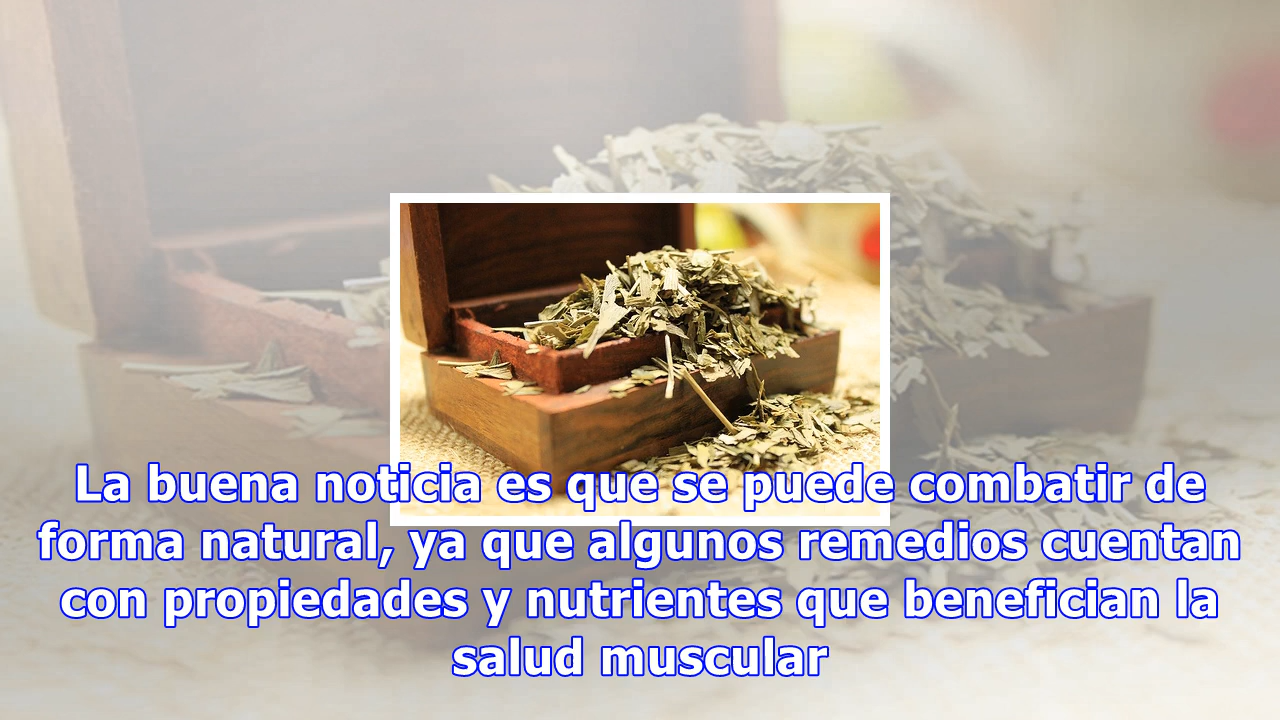 La buena noticia es que se puede combatir de
forma natural, ya que algunos remedios cuentan
con propiedades y nutrientes que benefician la
salud muscular